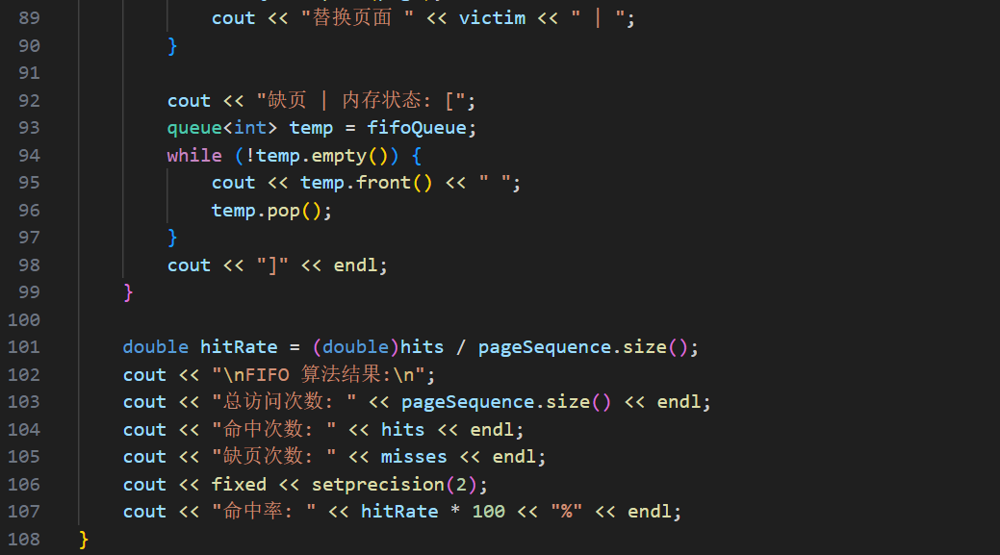 89            cout << "替换页面 " << victim << " | ";
90        }
91
92        cout << "缺页 | 内存状态: [";
93        queue<int> temp = fifoQueue;
94        while (!temp.empty()) {
95            cout << temp.front() << " ";
96            temp.pop();
97        }
98        cout << "]" << endl;
99    }
100
101    double hitRate = (double)hits / pageSequence.size();
102    cout << "\nFIFO 算法结果:\n";
103    cout << "总访问次数: " << pageSequence.size() << endl;
104    cout << "命中次数: " << hits << endl;
105    cout << "缺页次数: " << misses << endl;
106    cout << fixed << setprecision(2);
107    cout << "命中率: " << hitRate * 100 << "%" << endl;
108 }